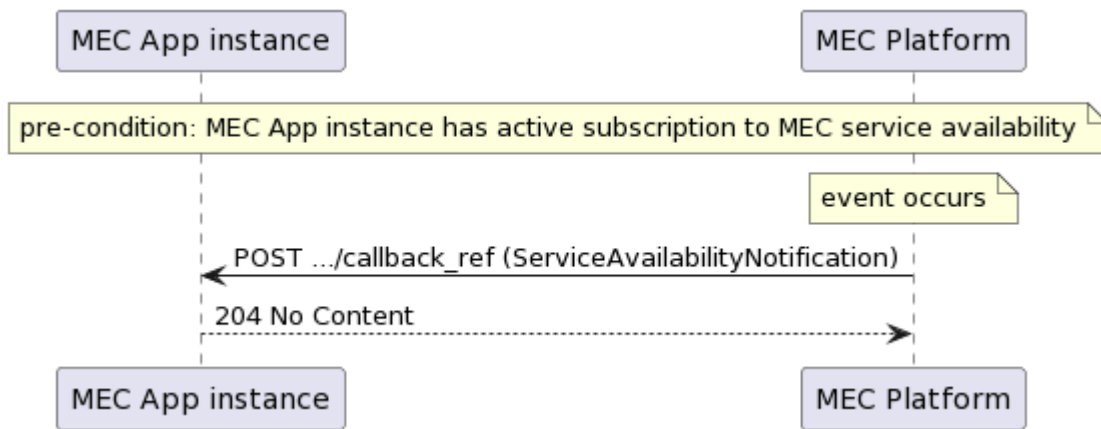 MEC App instance
MEC Platform
pre-condition: MEC App instance has active subscription to MEC service availability
event occurs
POST .../callback_ref (ServiceAvailabilityNotification)
204 No Content
MEC App instance
MEC Platform